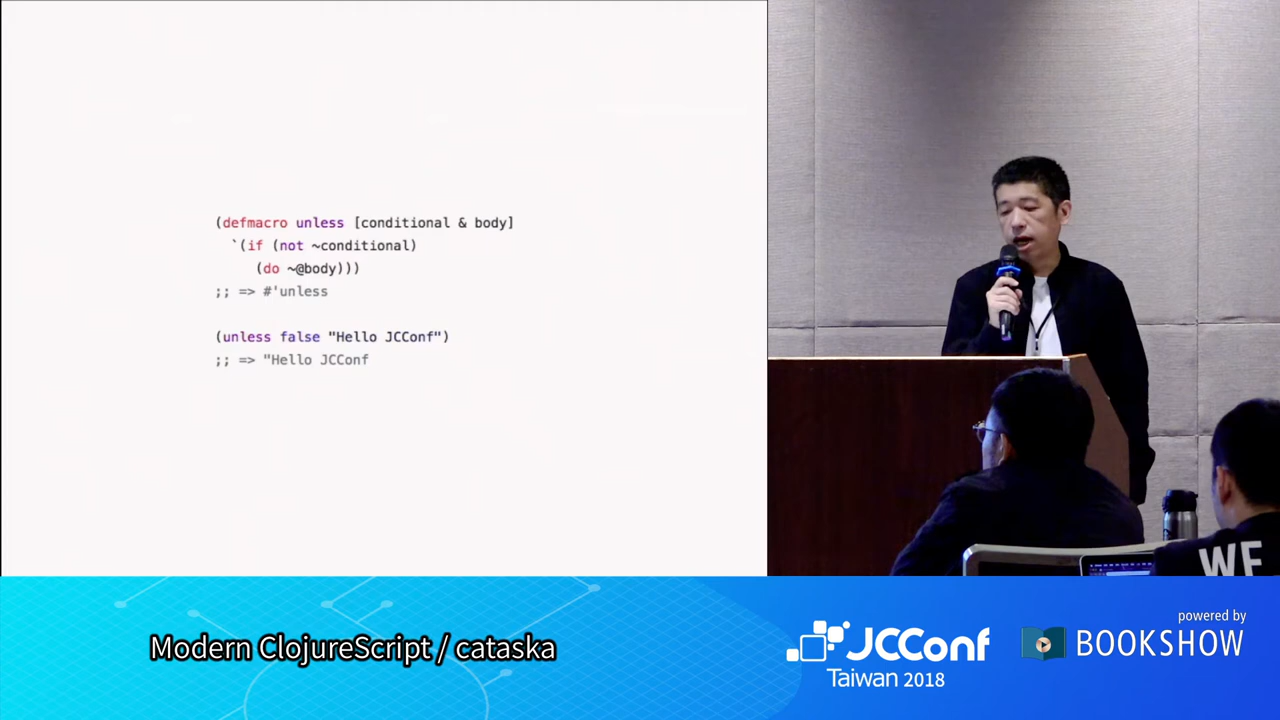 (defmacro unless [conditional & body]
`(if (not ~conditional)
(do ~@body)))
;; => #'unless
(unless false "Hello JCConf")
;; => "Hello JCConf
WE
Modern ClojureScript / cataska
JCConf
Taiwan 2018
powered by
BOOKSHOW